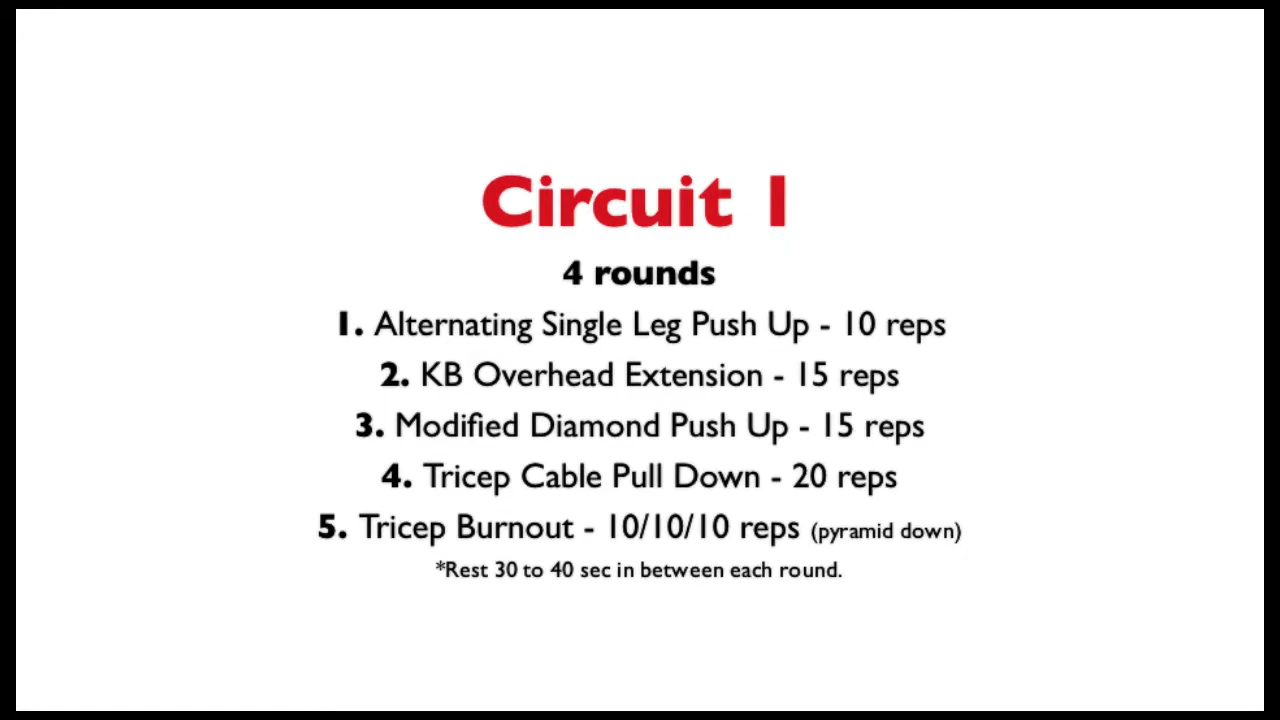 Circuit 1
4 rounds
1. Alternating Single Leg Push Up - 10 reps
2. KB Overhead Extension - 15 reps
3. Modified Diamond Push Up - 15 reps
4. Tricep Cable Pull Down - 20 reps
5. Tricep Burnout - 10/10/10 reps (pyramid down)
*Rest 30 to 40 sec in between each round.